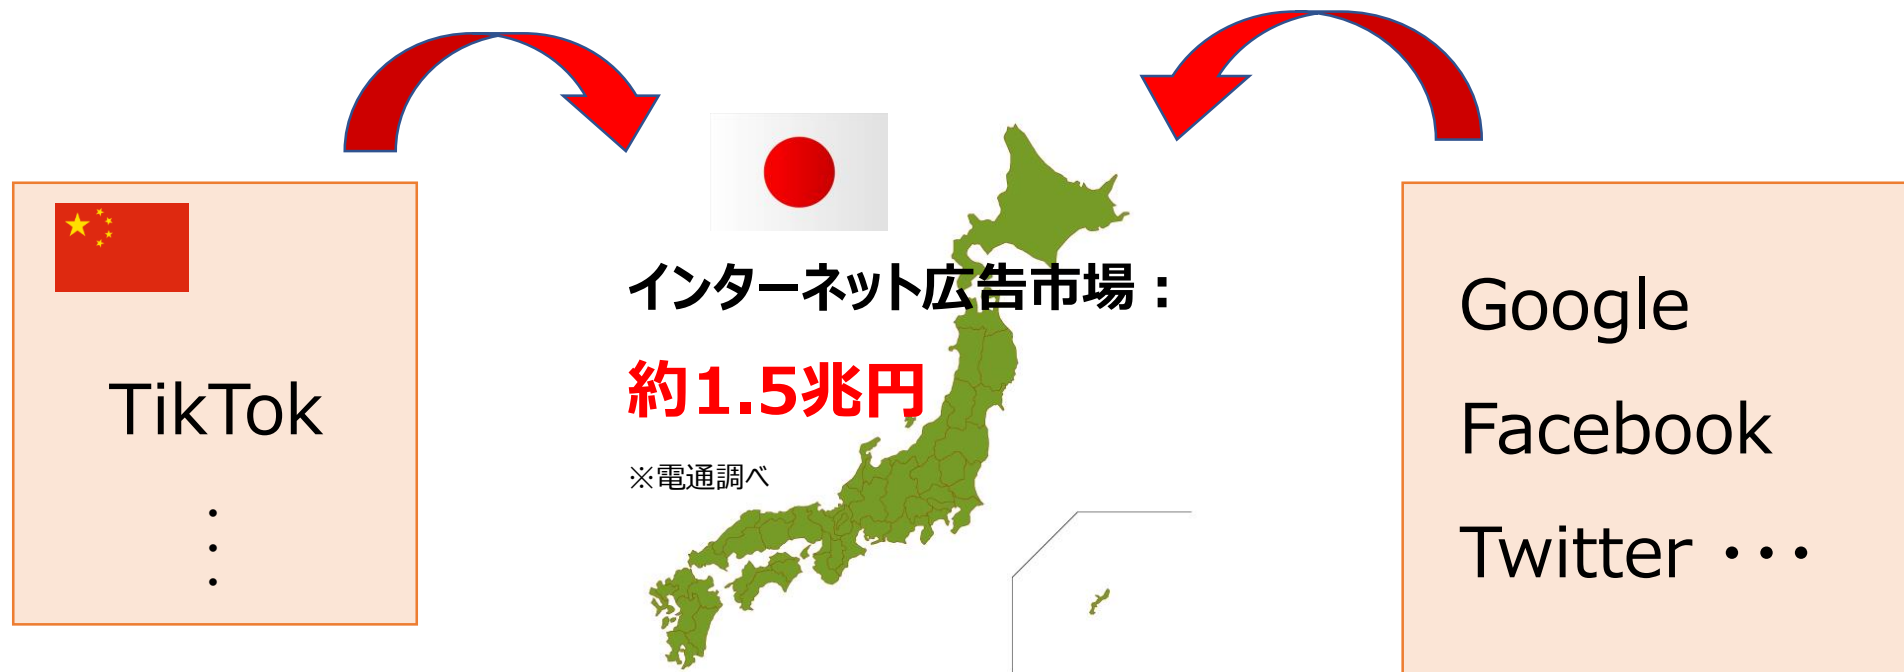 インターネット広告市場：
約1.5兆円
※電通調べ
TikTok
・
・
・
Google
Facebook
Twitter ・・・